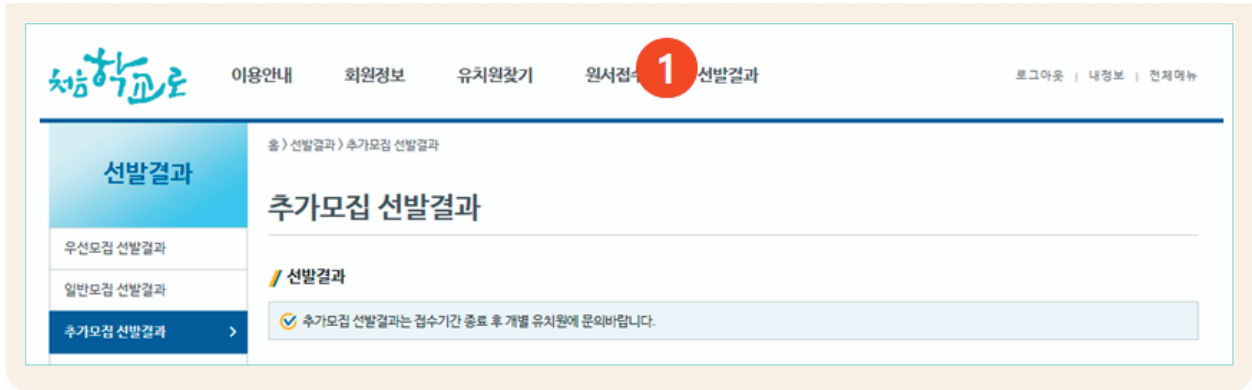 처음학교로
이용안내 회원정보 유치원찾기 원서접수 1 선발결과
로그아웃 | 내정보 | 전체메뉴
선발결과
우선모집 선발결과
일반모집 선발결과
추가모집 선발결과 >
홈 > 선발결과 > 추가모집 선발결과
추가모집 선발결과
선발결과
추가모집 선발결과는 접수기간 종료 후 개별 유치원에 문의바랍니다.